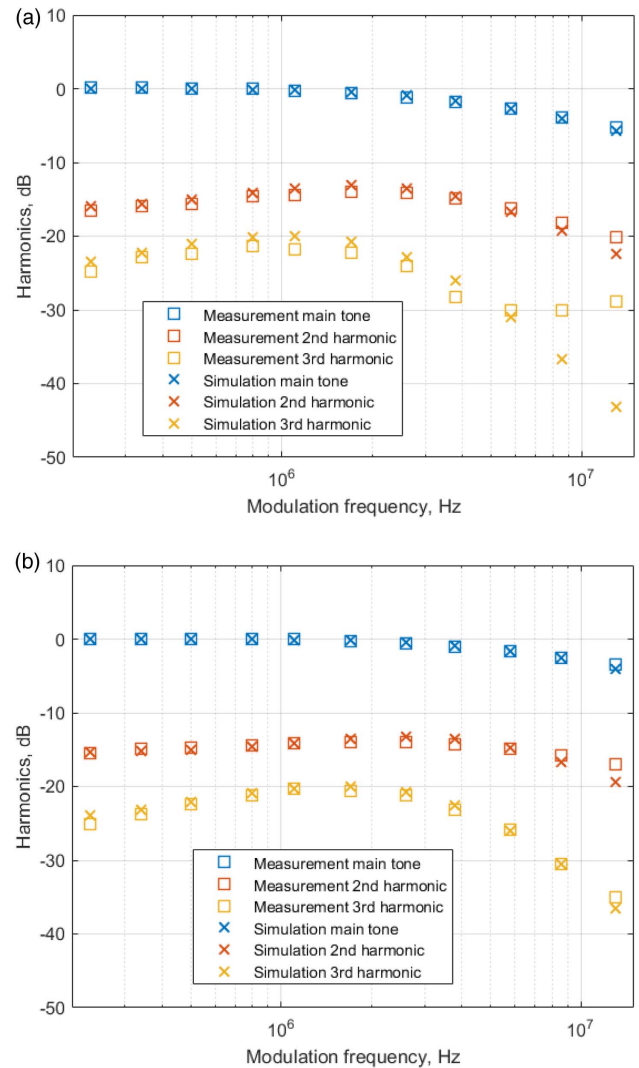 (a)
10
0
-10
-20
-30
-40
-50
Harmonics, dB
Measurement main tone
Measurement 2nd harmonic
Measurement 3rd harmonic
Simulation main tone
Simulation 2nd harmonic
Simulation 3rd harmonic
10^6
10^7
Modulation frequency, Hz
(b)
10
0
-10
-20
-30
-40
-50
Harmonics, dB
Measurement main tone
Measurement 2nd harmonic
Measurement 3rd harmonic
Simulation main tone
Simulation 2nd harmonic
Simulation 3rd harmonic
10^6
10^7
Modulation frequency, Hz